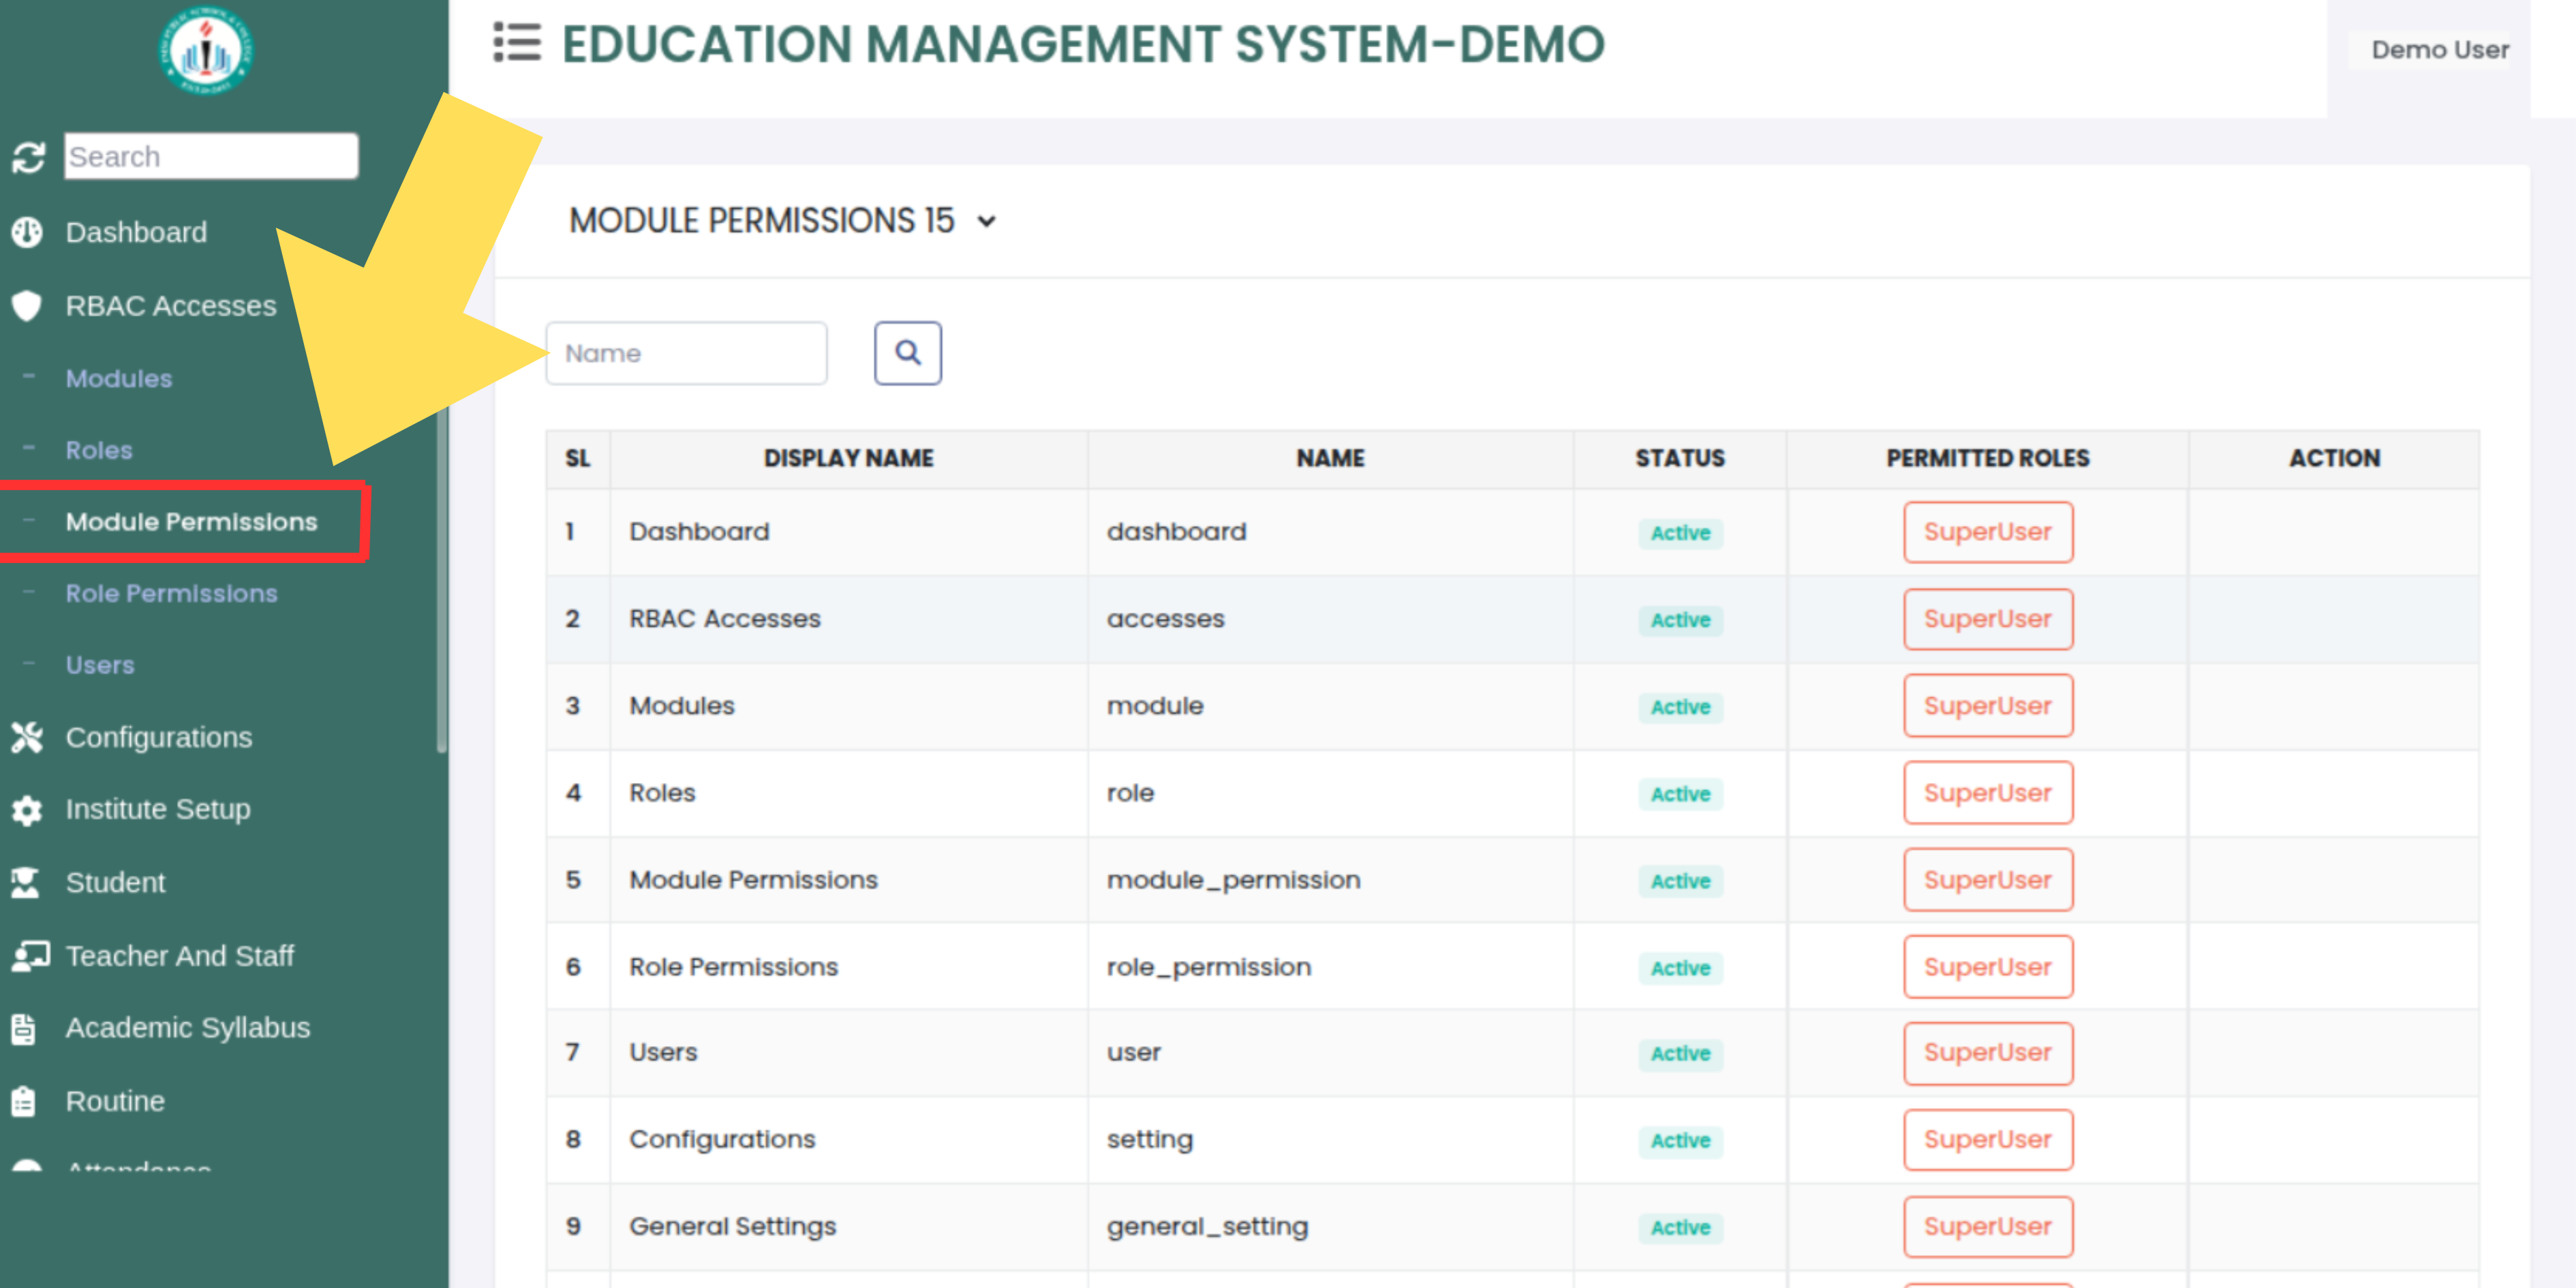 EDUCATION MANAGEMENT SYSTEM-DEMO
Demo User
Search
Dashboard
RBAC Accesses
- Modules
- Roles
- Module Permissions
- Role Permissions
- Users
Configurations
Institute Setup
Student
Teacher And Staff
Academic Syllabus
Routine
Attendance
MODULE PERMISSIONS 15
Name
SL DISPLAY NAME NAME STATUS PERMITTED ROLES ACTION
1 Dashboard dashboard Active SuperUser
2 RBAC Accesses accesses Active SuperUser
3 Modules module Active SuperUser
4 Roles role Active SuperUser
5 Module Permissions module_permission Active SuperUser
6 Role Permissions role_permission Active SuperUser
7 Users user Active SuperUser
8 Configurations setting Active SuperUser
9 General Settings general_setting Active SuperUser